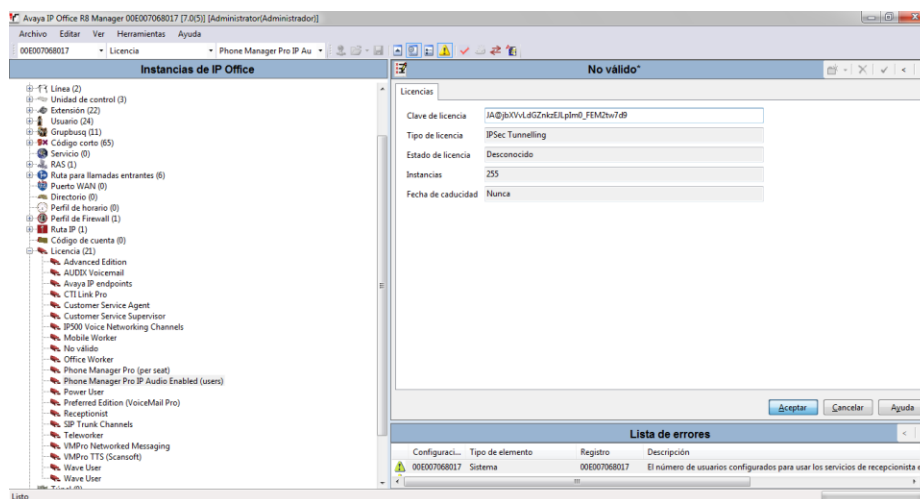 Avaya IP Office R8 Manager 00E007068017 [7.0(5)] [Administrator(Administrador)]
Archivo Editar Ver Herramientas Ayuda
00E007068017 Licencia Phone Manager Pro IP Au
Instancias de IP Office
No válido*
Línea (2)
Unidad de control (3)
Extensión (22)
Usuario (24)
Grupbusq (11)
Código corto (65)
Servicio (0)
RAS (1)
Ruta para llamadas entrantes (6)
Puerto WAN (0)
Directorio (0)
Perfil de horario (0)
Perfil de Firewall (1)
Ruta IP (1)
Código de cuenta (0)
Licencia (21)
Advanced Edition
AUDIX Voicemail
Avaya IP endpoints
CTI Link Pro
Customer Service Agent
Customer Service Supervisor
IP500 Voice Networking Channels
Mobile Worker
No válido
Office Worker
Phone Manager Pro (per seat)
Phone Manager Pro IP Audio Enabled (users)
Power User
Preferred Edition (VoiceMail Pro)
Receptionist
SIP Trunk Channels
Teleworker
VMPro Networked Messaging
VMPro TTS (Scansoft)
Wave User
Wave User
Túnel (0)
Licencias
Clave de licencia JA@jbXVvLdGZnkzEJLpIm0_FEM2tw7d9
Tipo de licencia IPSec Tunnelling
Estado de licencia Desconocido
Instancias 255
Fecha de caducidad Nunca
Aceptar Cancelar Ayuda
Lista de errores
Configuraci... Tipo de elemento Registro Descripción
00E007068017 Sistema 00E007068017 El número de usuarios configurados para usar los servicios de recepcionista
Listo